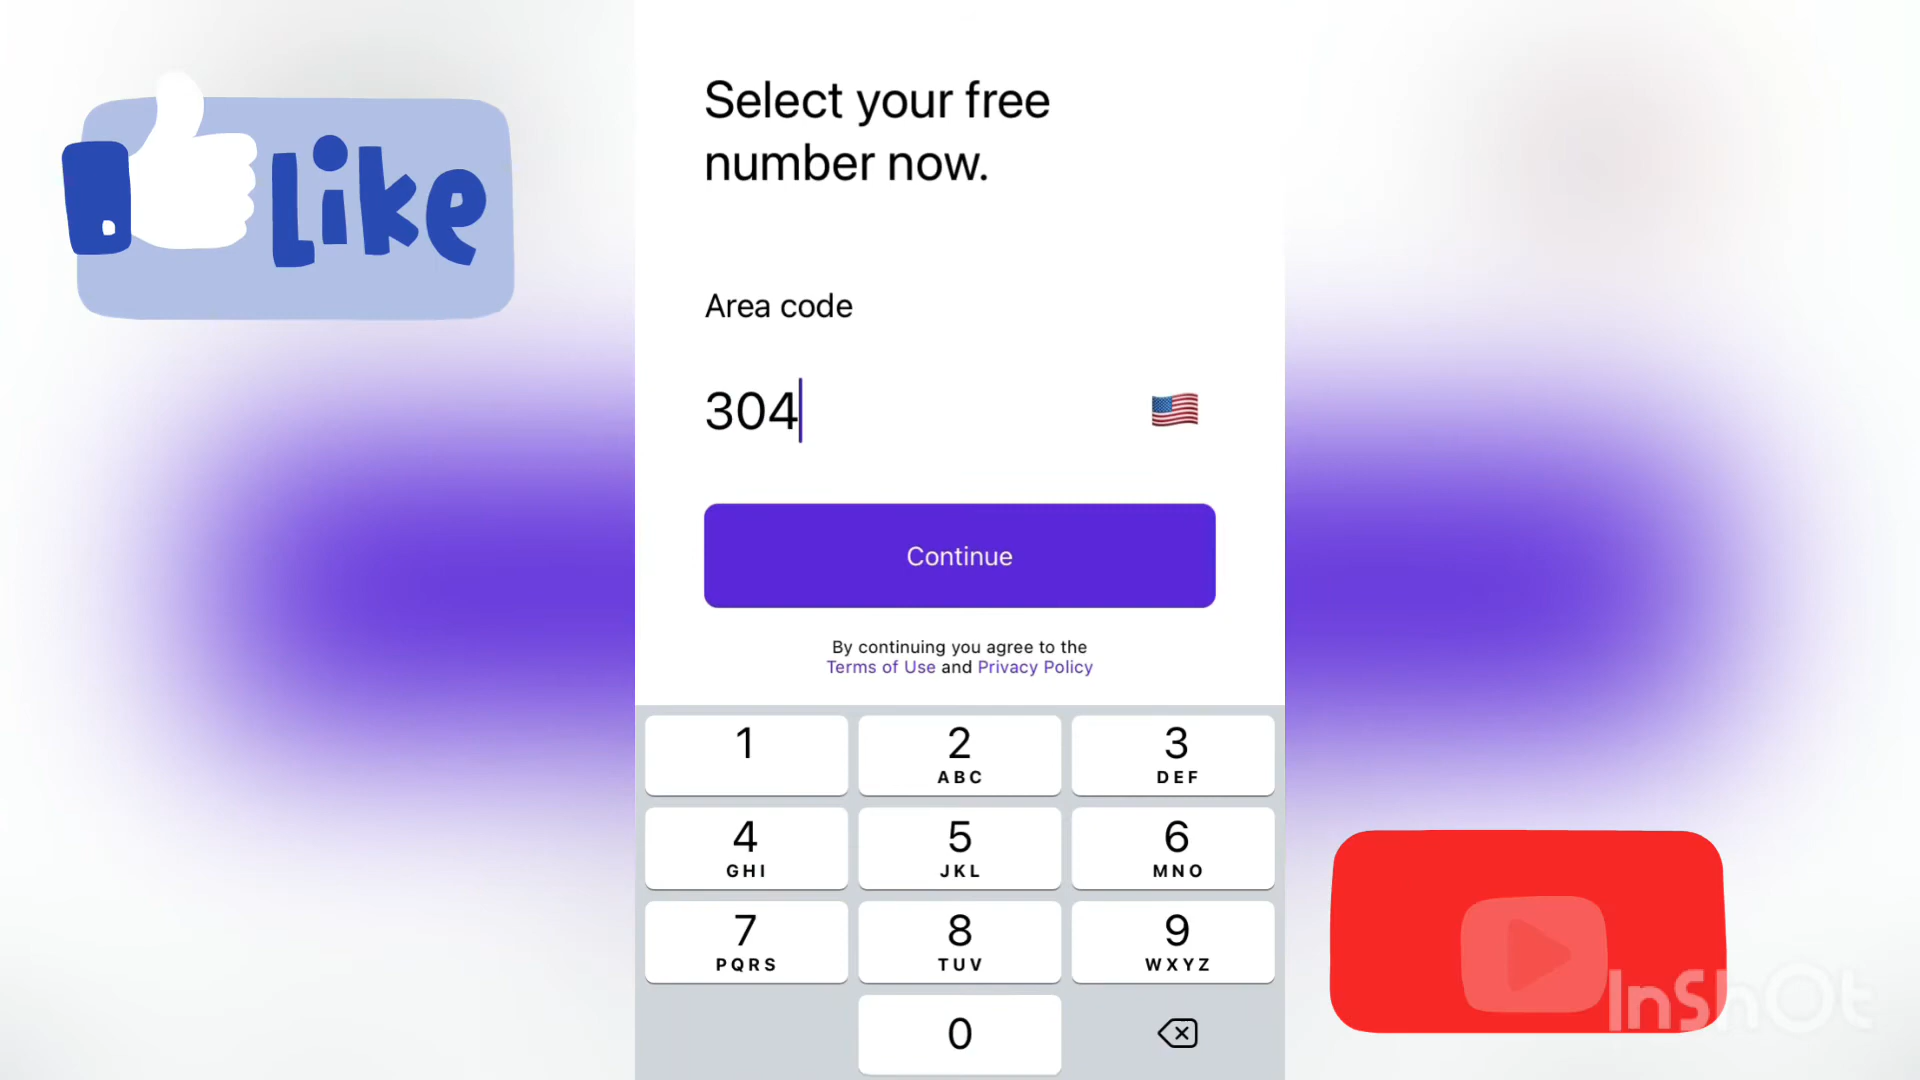 Like
Select your free
number now.
Area code
304
Continue
By continuing you agree to the
Terms of Use and Privacy Policy
1
2
ABC
3
DEF
4
GHI
5
JKL
6
MNO
7
PQRS
8
TUV
9
WXYZ
0
InShOt